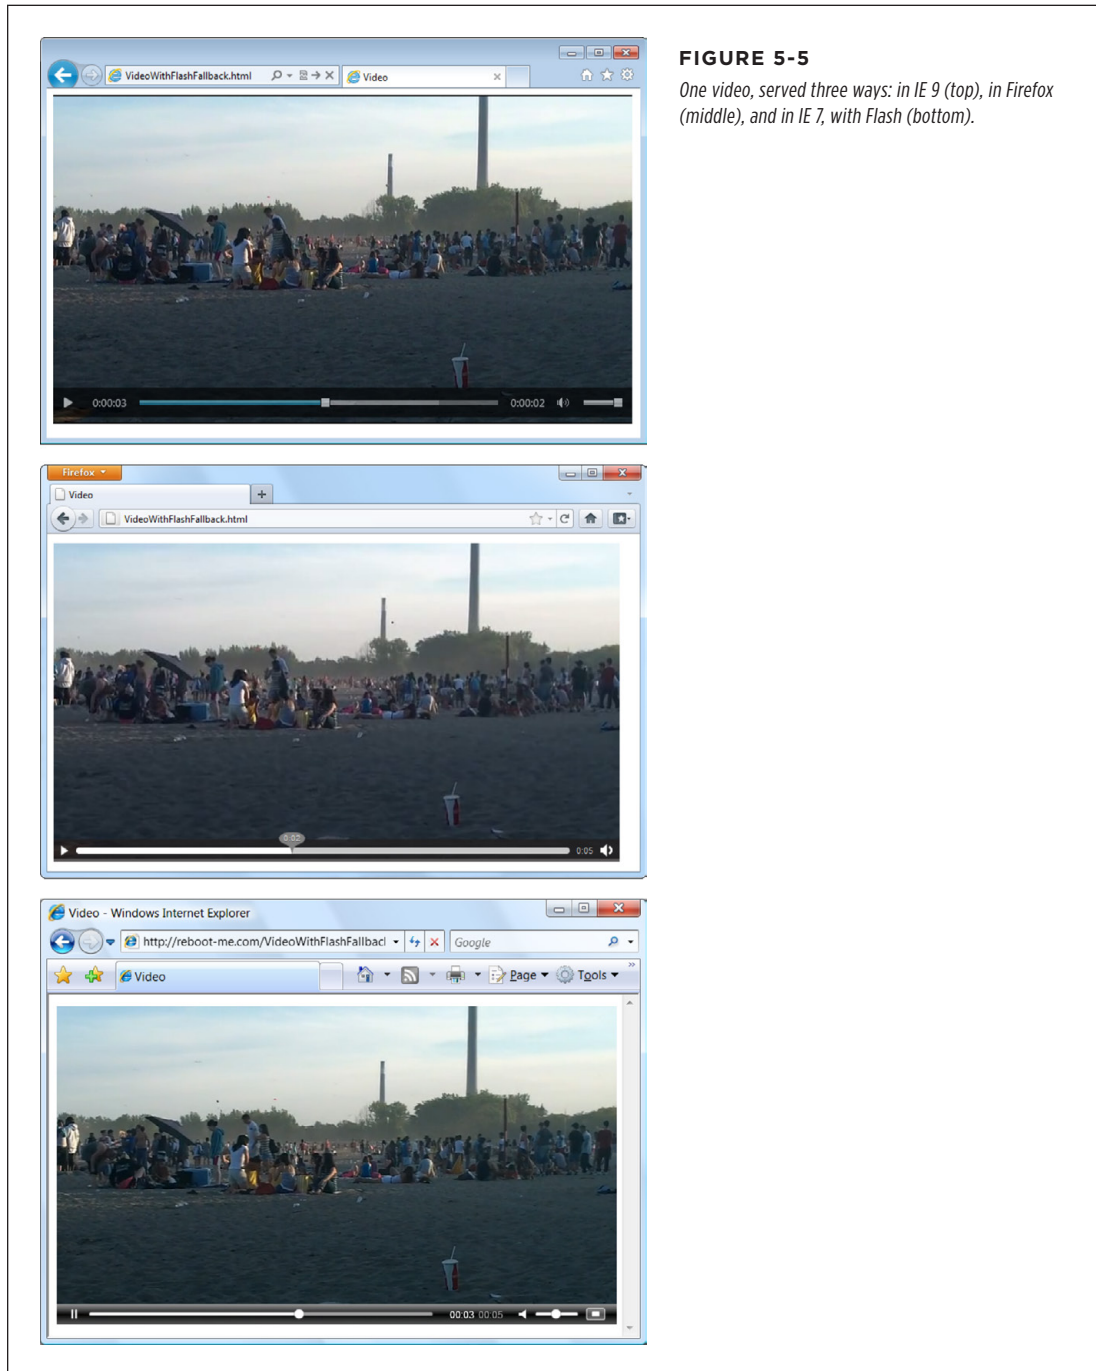 VideoWithFlashFallback.html
Video
0:00:03
0:00:02
FIGURE 5-5
One video, served three ways: in IE 9 (top), in Firefox
(middle), and in IE 7, with Flash (bottom).
Firefox
Video
VideoWithFlashFallback.html
0:02
0:05
Video - Windows Internet Explorer
http://reboot-me.com/VideoWithFlashFallbacl
Google
Video
Page
Tools
00:03 00:05